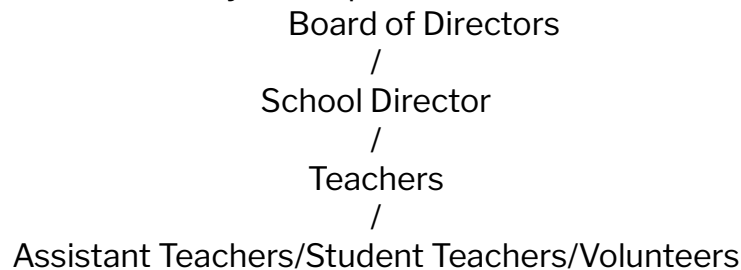 Board of Directors
/
School Director
/
Teachers
/
Assistant Teachers/Student Teachers/Volunteers